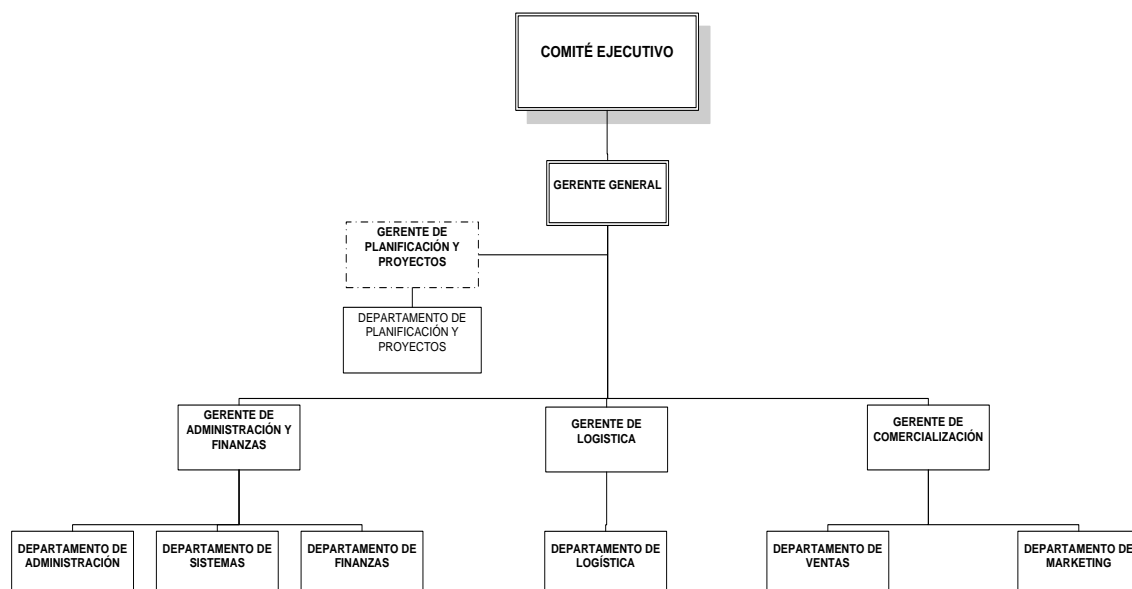 COMITÉ EJECUTIVO
GERENTE GENERAL
GERENTE DE
PLANIFICACIÓN Y
PROYECTOS
DEPARTAMENTO DE
PLANIFICACIÓN Y
PROYECTOS
GERENTE DE
ADMINISTRACIÓN Y
FINANZAS
GERENTE DE
LOGISTICA
GERENTE DE
COMERCIALIZACIÓN
DEPARTAMENTO DE
ADMINISTRACIÓN
DEPARTAMENTO DE
SISTEMAS
DEPARTAMENTO DE
FINANZAS
DEPARTAMENTO DE
LOGÍSTICA
DEPARTAMENTO DE
VENTAS
DEPARTAMENTO DE
MARKETING